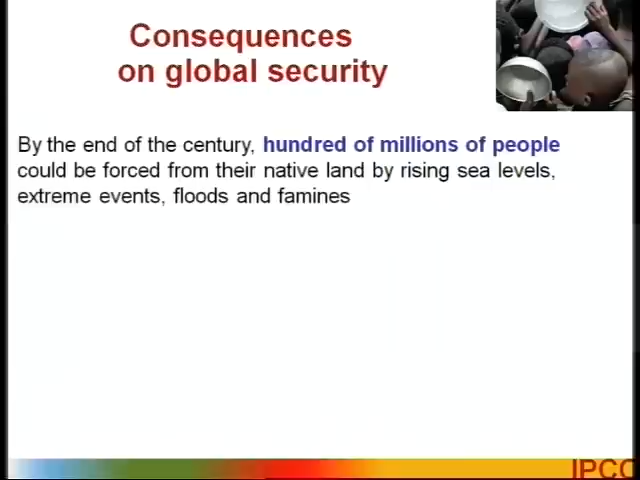 Consequences
on global security
By the end of the century, hundred of millions of people
could be forced from their native land by rising sea levels,
extreme events, floods and famines
IPCC